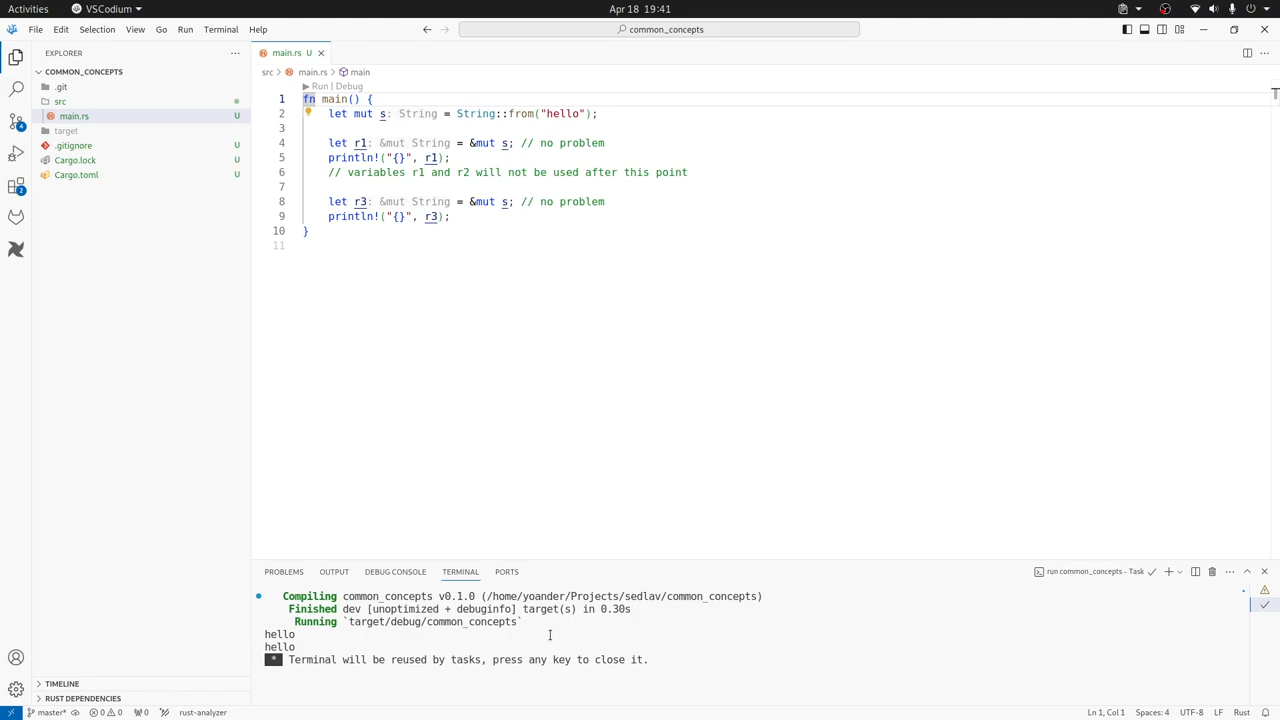 Activities VSCodium Apr 18 19:41
File Edit Selection View Go Run Terminal Help common_concepts
EXPLORER
COMMON_CONCEPTS
.git
src
main.rs U
target
.gitignore U
Cargo.lock U
Cargo.toml U
TIMELINE
RUST DEPENDENCIES
4
2
main.rs U
src main.rs main
Run | Debug
1 fn main() {
2 let mut s: String = String::from("hello");
3
4 let r1: &mut String = &mut s; // no problem
5 println!("{}", r1);
6 // variables r1 and r2 will not be used after this point
7
8 let r3: &mut String = &mut s; // no problem
9 println!("{}", r3);
10 }
11
PROBLEMS OUTPUT DEBUG CONSOLE TERMINAL PORTS run common_concepts - Task
Compiling common_concepts v0.1.0 (/home/yoander/Projects/sedlav/common_concepts)
Finished dev [unoptimized + debuginfo] target(s) in 0.30s
Running `target/debug/common_concepts`
hello
hello
* Terminal will be reused by tasks, press any key to close it.
master* 0 0 0 rust-analyzer Ln 1, Col 1 Spaces: 4 UTF-8 LF Rust